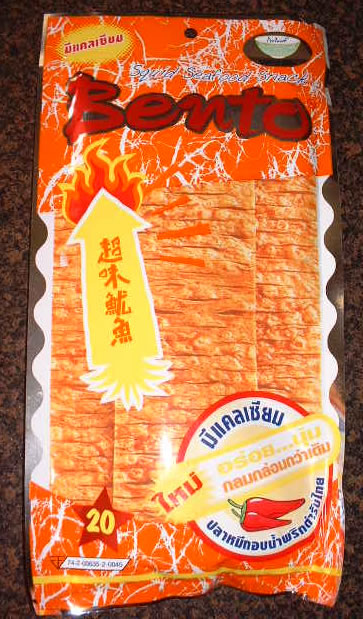 มีแคลเซียม
Squid Seafood Snack
Bento
超味魷魚
มีแคลเซียม
ใหม่
อร่อย....นุ่ม
กลมกล่อมกว่าเดิม
ปลาหมึกอบน้ำพริกตำรับไทย
20